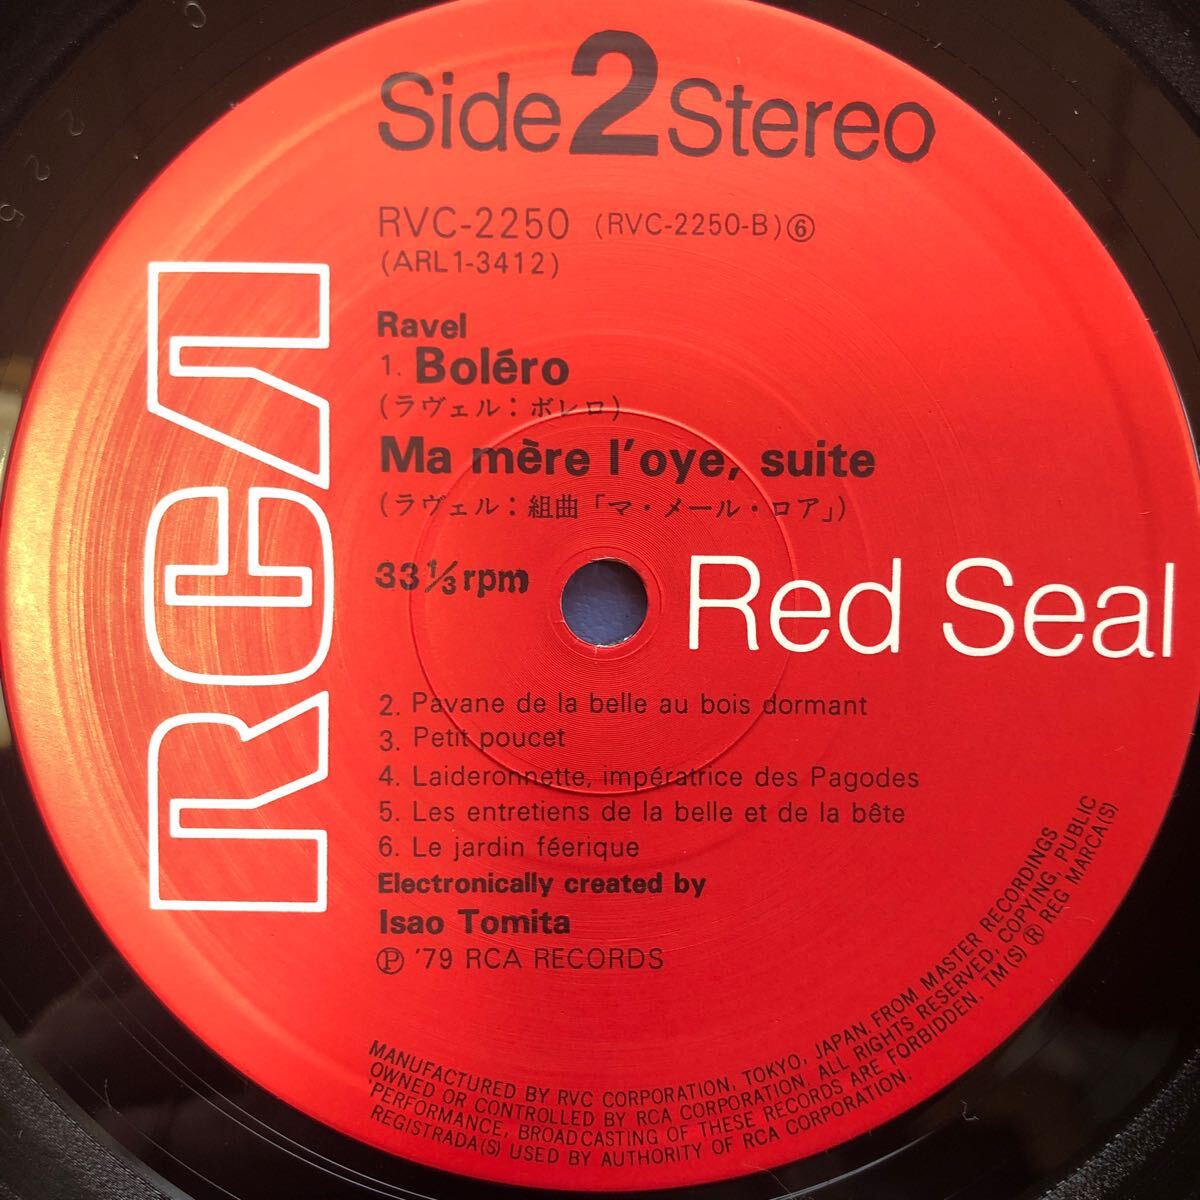 Side 2 Stereo
RVC-2250 (RVC-2250-B)⑥
(ARL1-3412)
Ravel
1. Boléro
(ラヴェル：ボレロ)
Ma mère l'oye, suite
(ラヴェル：組曲「マ・メール・ロア」)
33⅓rpm
RCA
Red Seal
2. Pavane de la belle au bois dormant
3. Petit poucet
4. Laideronnette, impératrice des Pagodes
5. Les entretiens de la belle et de la bête
6. Le jardin féerique
Electronically created by
Isao Tomita
Ⓟ '79 RCA RECORDS
MANUFACTURED BY RVC CORPORATION, TOKYO, JAPAN. FROM MASTER RECORDINGS
OWNED OR CONTROLLED BY RCA CORPORATION. ALL RIGHTS RESERVED, COPYING, PUBLIC
PERFORMANCE, BROADCASTING OF THESE RECORDS ARE FORBIDDEN. TM(S) ® REG MARCA(S)
REGISTRADA(S) USED BY AUTHORITY OF RCA CORPORATION.